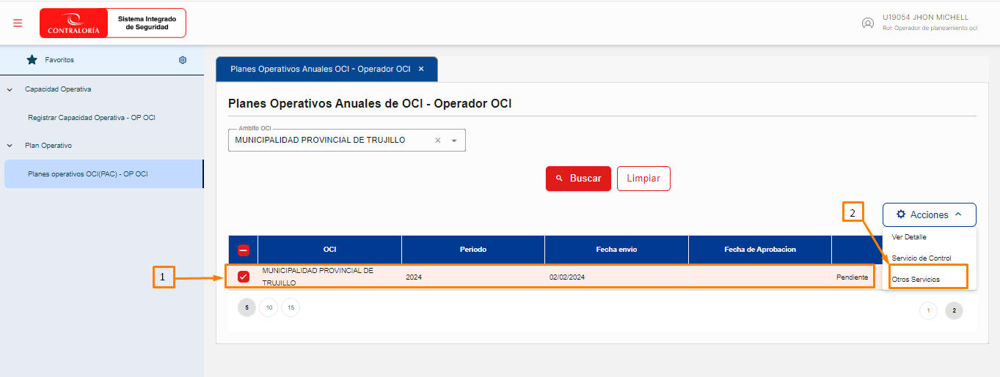 CONTRALORÍA
Sistema Integrado
de Seguridad
U19054 JHON MICHELL
Rol: Operador de planeamiento oci
Favoritos
Capacidad Operativa
Registrar Capacidad Operativa - OP OCI
Plan Operativo
Planes operativos OCI(PAC) - OP OCI
Planes Operativos Anuales OCI - Operador OCI ×
Planes Operativos Anuales de OCI - Operador OCI
Ambito OCI
MUNICIPALIDAD PROVINCIAL DE TRUJILLO ×
Buscar Limpiar
2
Acciones
Ver Detalle
Servicio de Control
Otros Servicios
OCI Periodo Fecha envio Fecha de Aprobacion
1
MUNICIPALIDAD PROVINCIAL DE
TRUJILLO
2024 02/02/2024 Pendiente
5 10 15 1 2